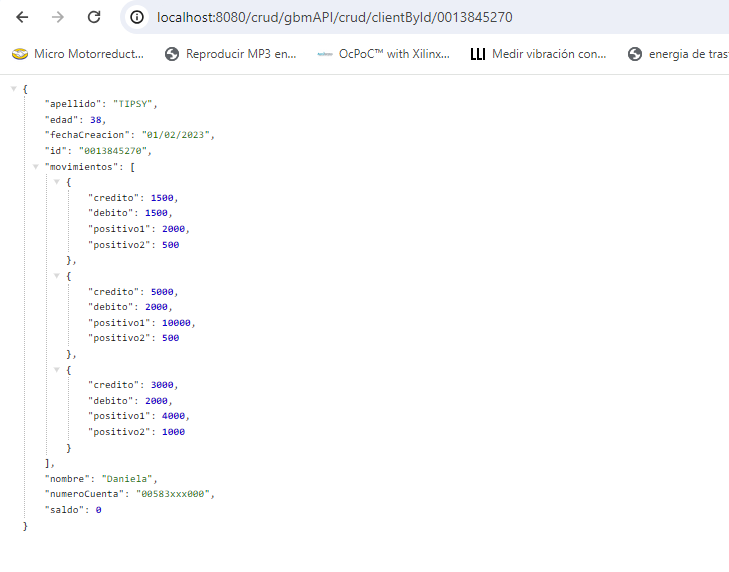 localhost:8080/crud/gbmAPI/crud/clientById/0013845270
Micro Motorreduct... Reproducir MP3 en... OcPoC™ with Xilinx... Medir vibración con... energia de tras
{
"apellido": "TIPSY",
"edad": 38,
"fechaCreacion": "01/02/2023",
"id": "0013845270",
"movimientos": [
{
"credito": 1500,
"debito": 1500,
"positivo1": 2000,
"positivo2": 500
},
{
"credito": 5000,
"debito": 2000,
"positivo1": 10000,
"positivo2": 500
},
{
"credito": 3000,
"debito": 2000,
"positivo1": 4000,
"positivo2": 1000
}
],
"nombre": "Daniela",
"numeroCuenta": "00583xxx000",
"saldo": 0
}